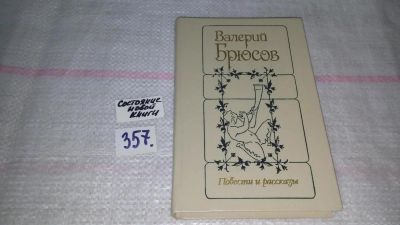 Валерий
Брюсов
Повести и рассказы
Состояние
новой
книги
357.